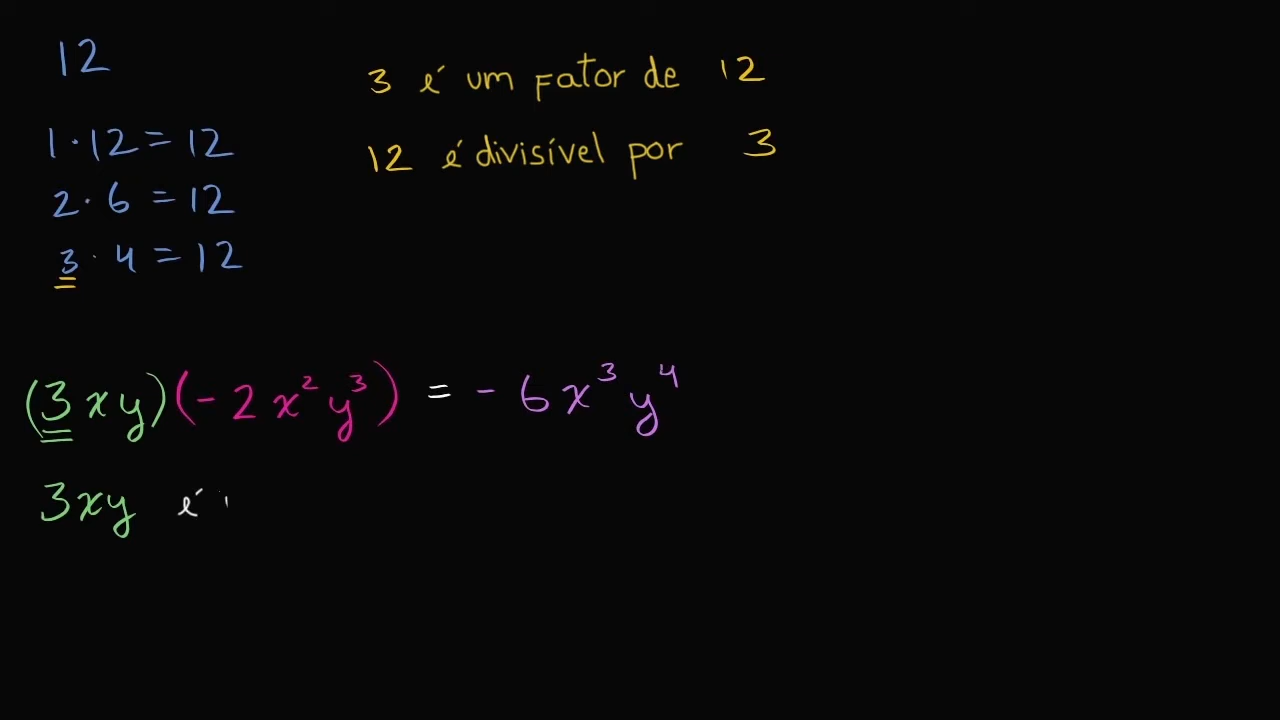 12
3 é um fator de 12
1·12=12
12 é divisível por 3
2·6=12
3·4=12
(3xy)(-2x²y³) = -6x³y⁴
3xy é